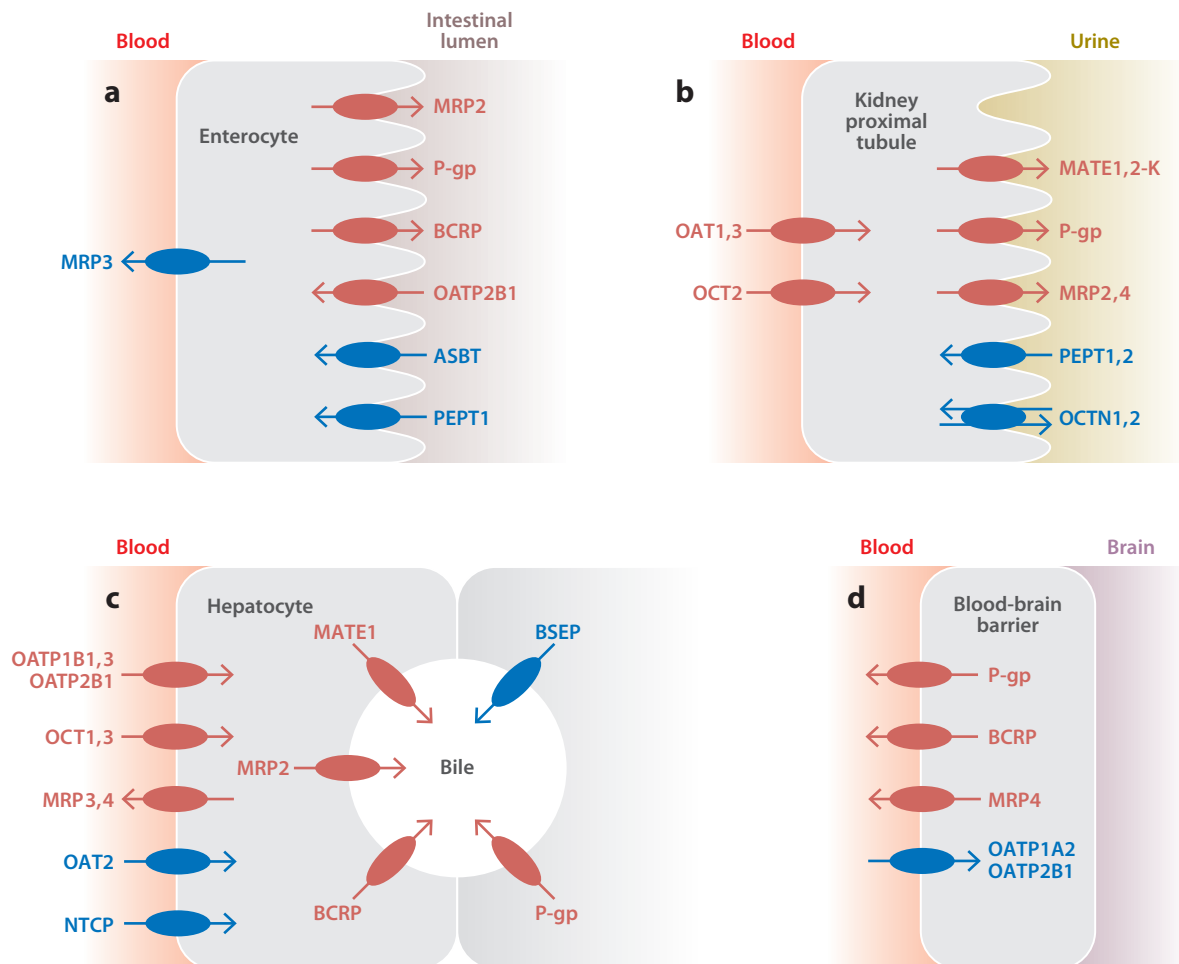 Blood
Intestinal
lumen
a
Enterocyte
MRP2
P-gp
BCRP
MRP3
OATP2B1
ASBT
PEPT1
Blood
Urine
b
Kidney
proximal
tubule
MATE1,2-K
OAT1,3
P-gp
OCT2
MRP2,4
PEPT1,2
OCTN1,2
Blood
c
Hepatocyte
MATE1
BSEP
OATP1B1,3
OATP2B1
OCT1,3
MRP2
Bile
MRP3,4
OAT2
BCRP
P-gp
NTCP
Blood
Brain
d
Blood-brain
barrier
P-gp
BCRP
MRP4
OATP1A2
OATP2B1